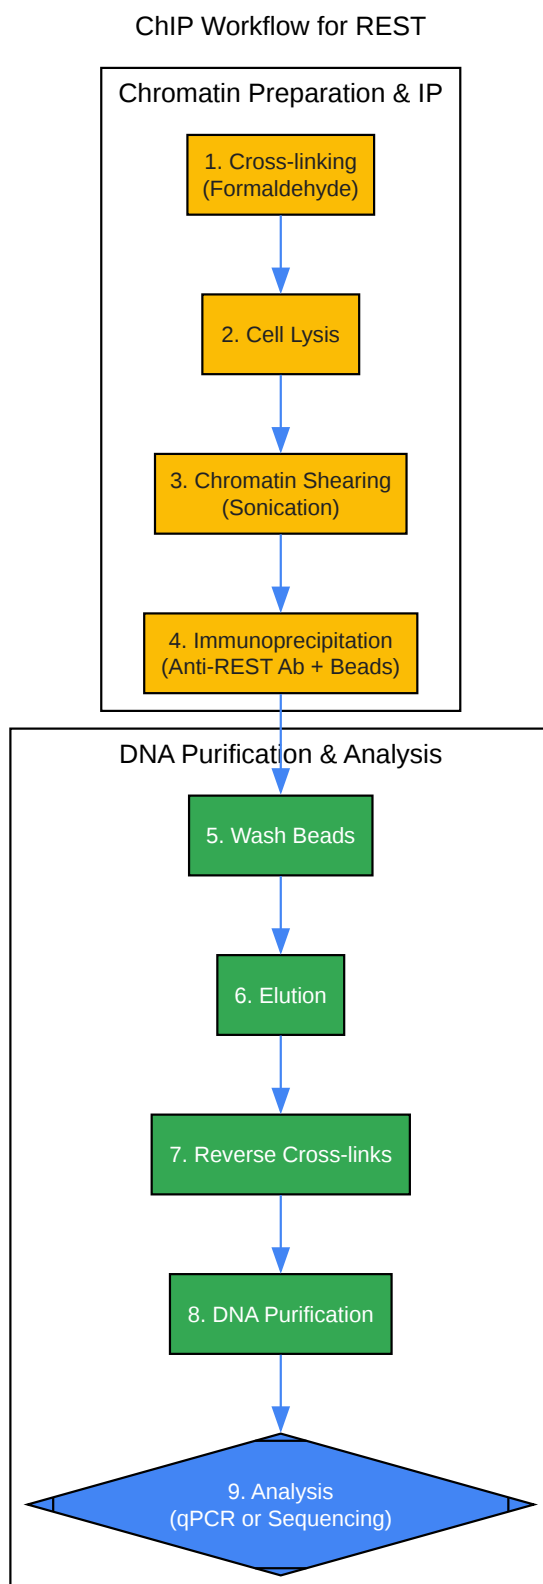 ChIP Workflow for REST
Chromatin Preparation & IP
1. Cross-linking
(Formaldehyde)
2. Cell Lysis
3. Chromatin Shearing
(Sonication)
4. Immunoprecipitation
(Anti-REST Ab + Beads)
DNA Purification & Analysis
5. Wash Beads
6. Elution
7. Reverse Cross-links
8. DNA Purification
9. Analysis
(qPCR or Sequencing)